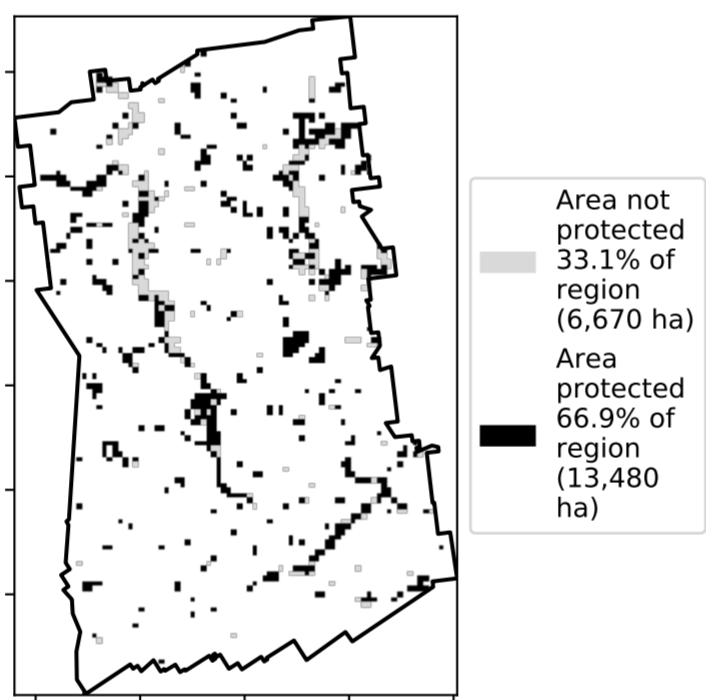 Area not
protected
33.1% of
region
(6,670 ha)
Area
protected
66.9% of
region
(13,480
ha)